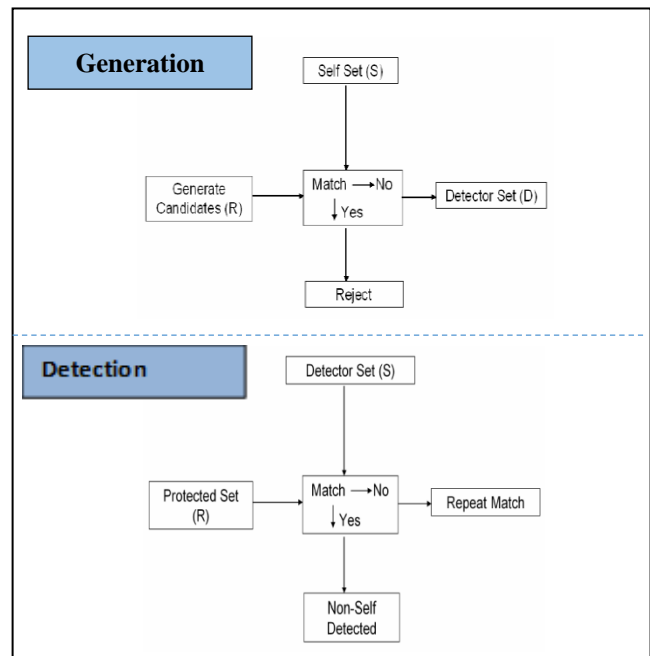 Generation
Self Set (S)
Generate
Candidates (R)
Match → No
↓ Yes
Detector Set (D)
Reject
Detection
Detector Set (S)
Protected Set
(R)
Match → No
↓ Yes
Repeat Match
Non-Self
Detected